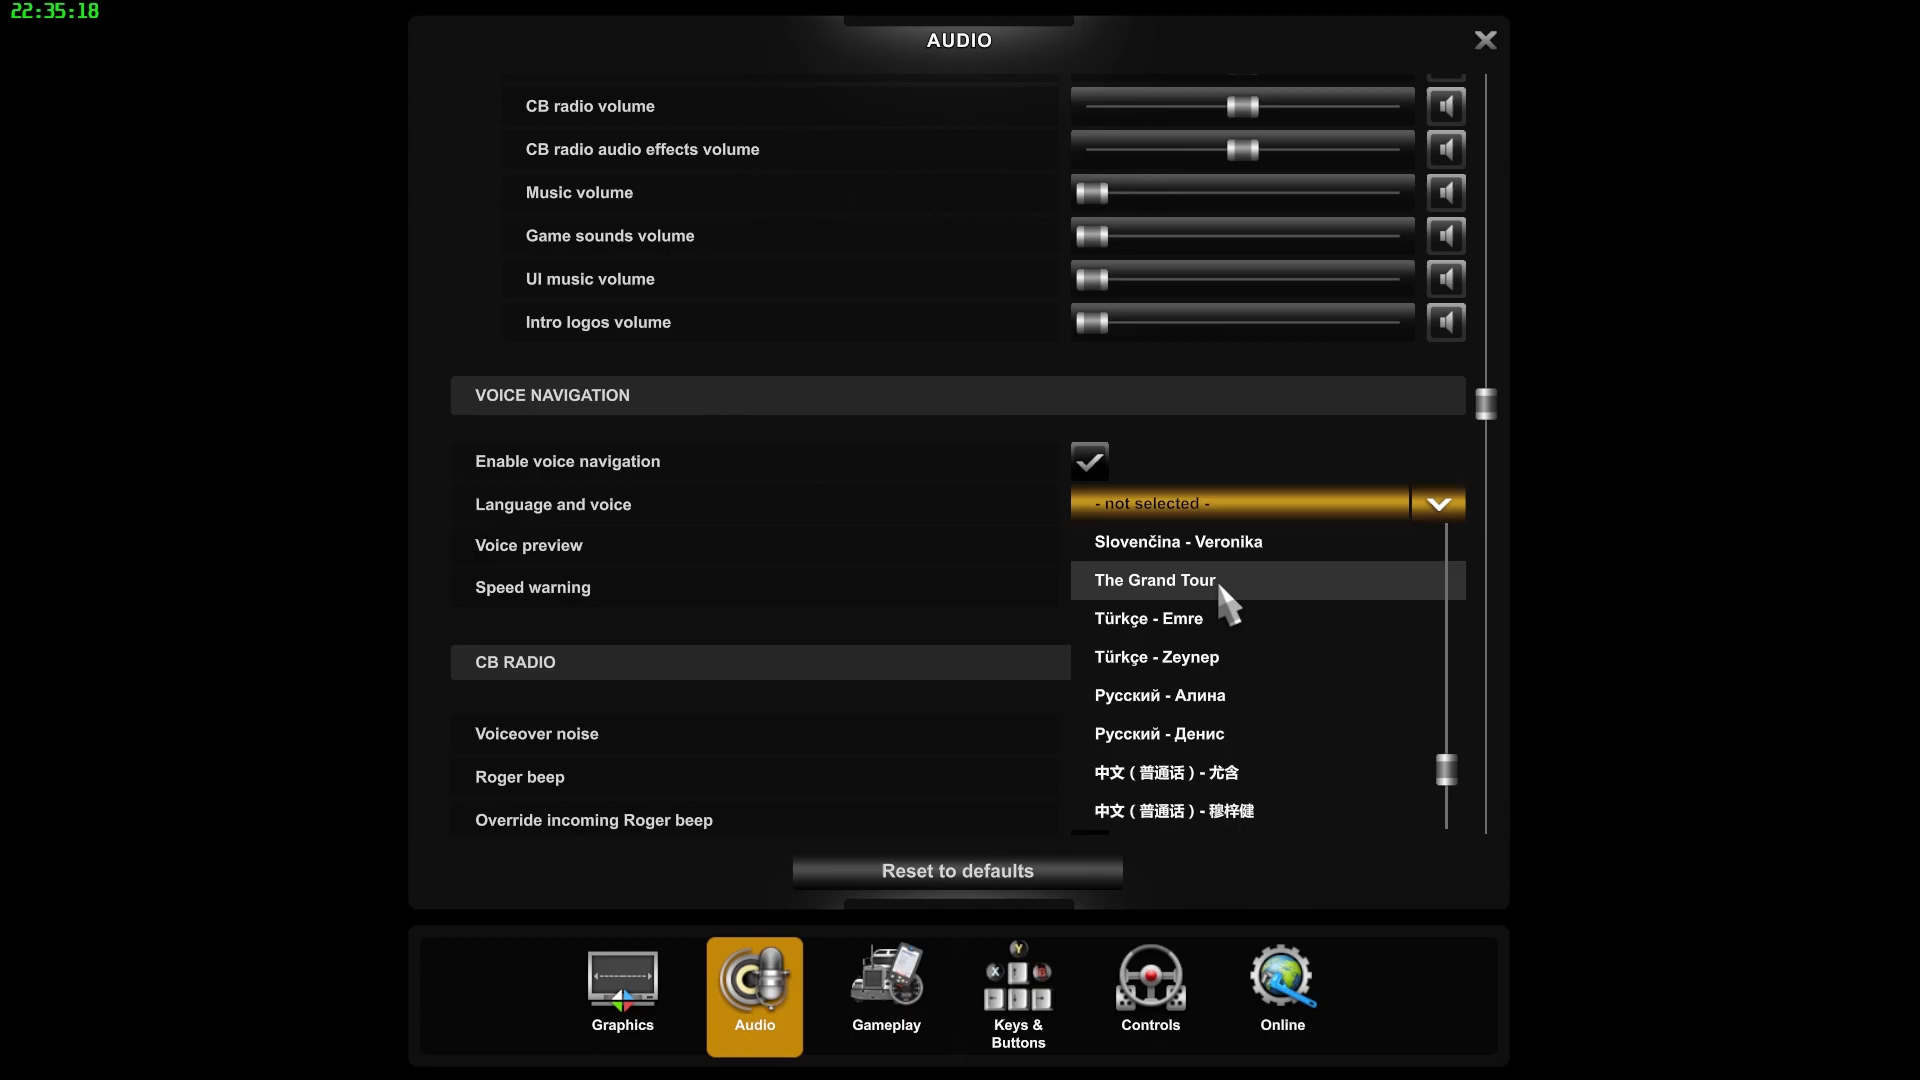 22:35:18
AUDIO
CB radio volume
CB radio audio effects volume
Music volume
Game sounds volume
UI music volume
Intro logos volume
VOICE NAVIGATION
Enable voice navigation
Language and voice
- not selected -
Slovenčina - Veronika
Voice preview
The Grand Tour
Speed warning
Türkçe - Emre
Türkçe - Zeynep
CB RADIO
Русский - Алина
Voiceover noise
Русский - Денис
Roger beep
中文 ( 普通话 ) - 尤含
Override incoming Roger beep
中文 ( 普通话 ) - 穆梓健
Reset to defaults
Y
X
B
Graphics
Audio
Gameplay
Keys &
Buttons
Controls
Online